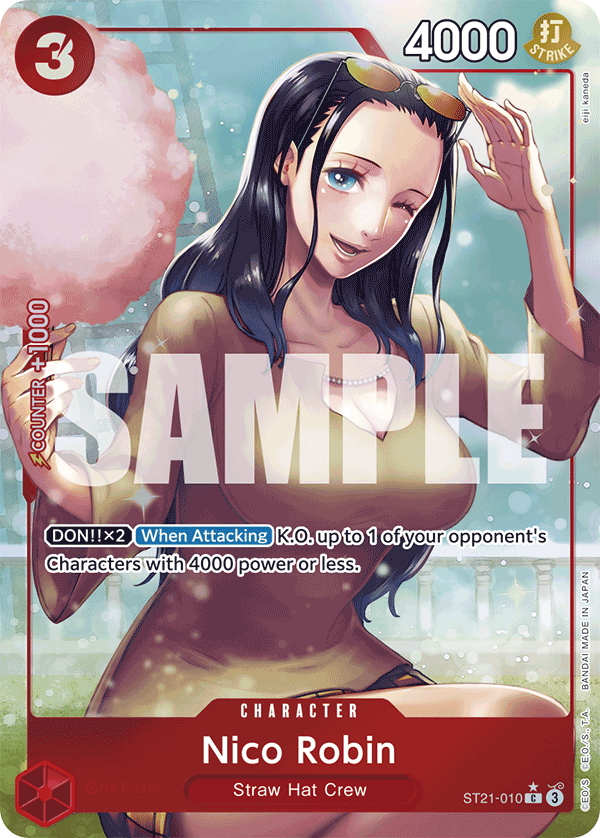 3
4000
打
STRIKE
eiji kaneda
COUNTER +1000
SAMPLE
DON!!×2 When Attacking K.O. up to 1 of your opponent's
Characters with 4000 power or less.
CHARACTER
Nico Robin
Straw Hat Crew
ONE PIECE
ST21-010 C 3
©E.O/S ©E.O./S., T.A. BANDAI MADE IN JAPAN